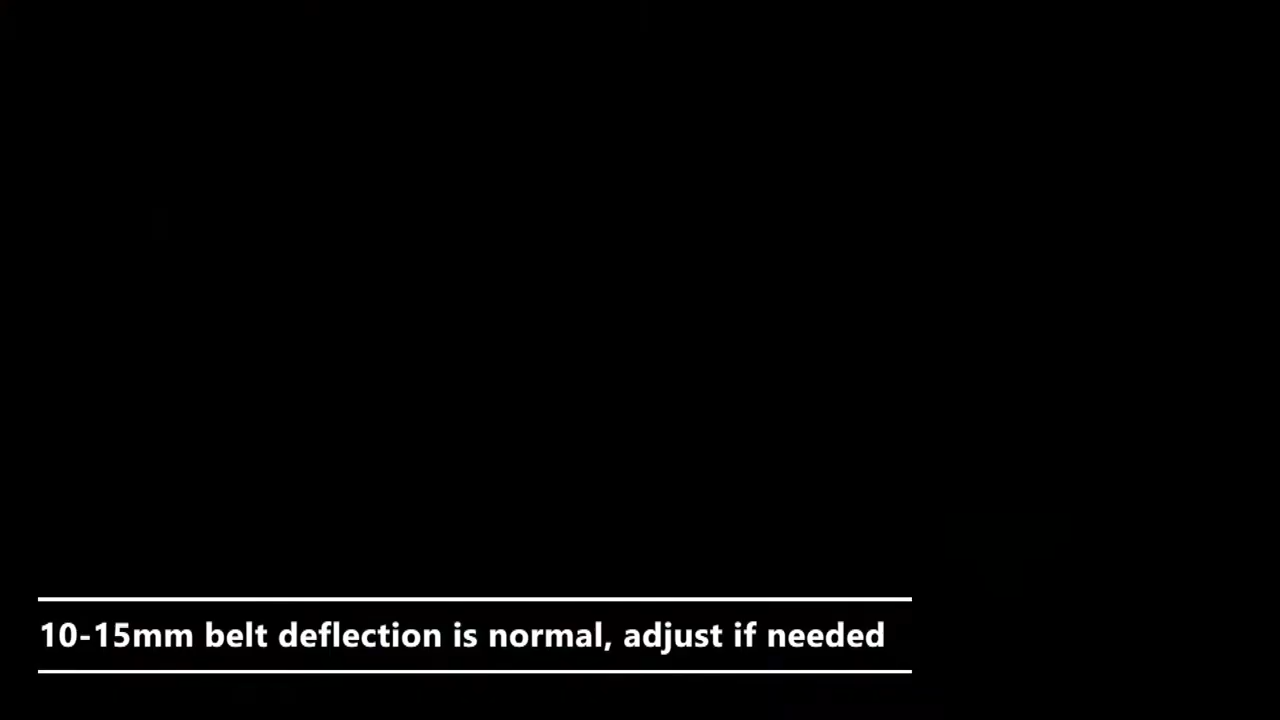 10-15mm belt deflection is normal, adjust if needed